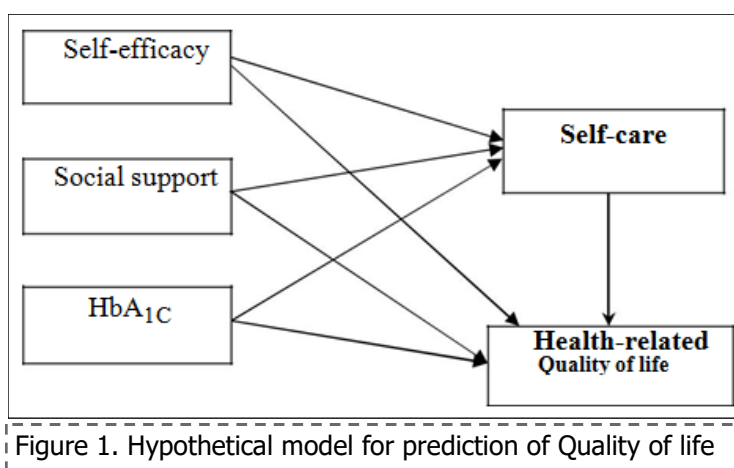 Self-efficacy
Social support
HbA1C
Self-care
Health-related
Quality of life
Figure 1. Hypothetical model for prediction of Quality of life